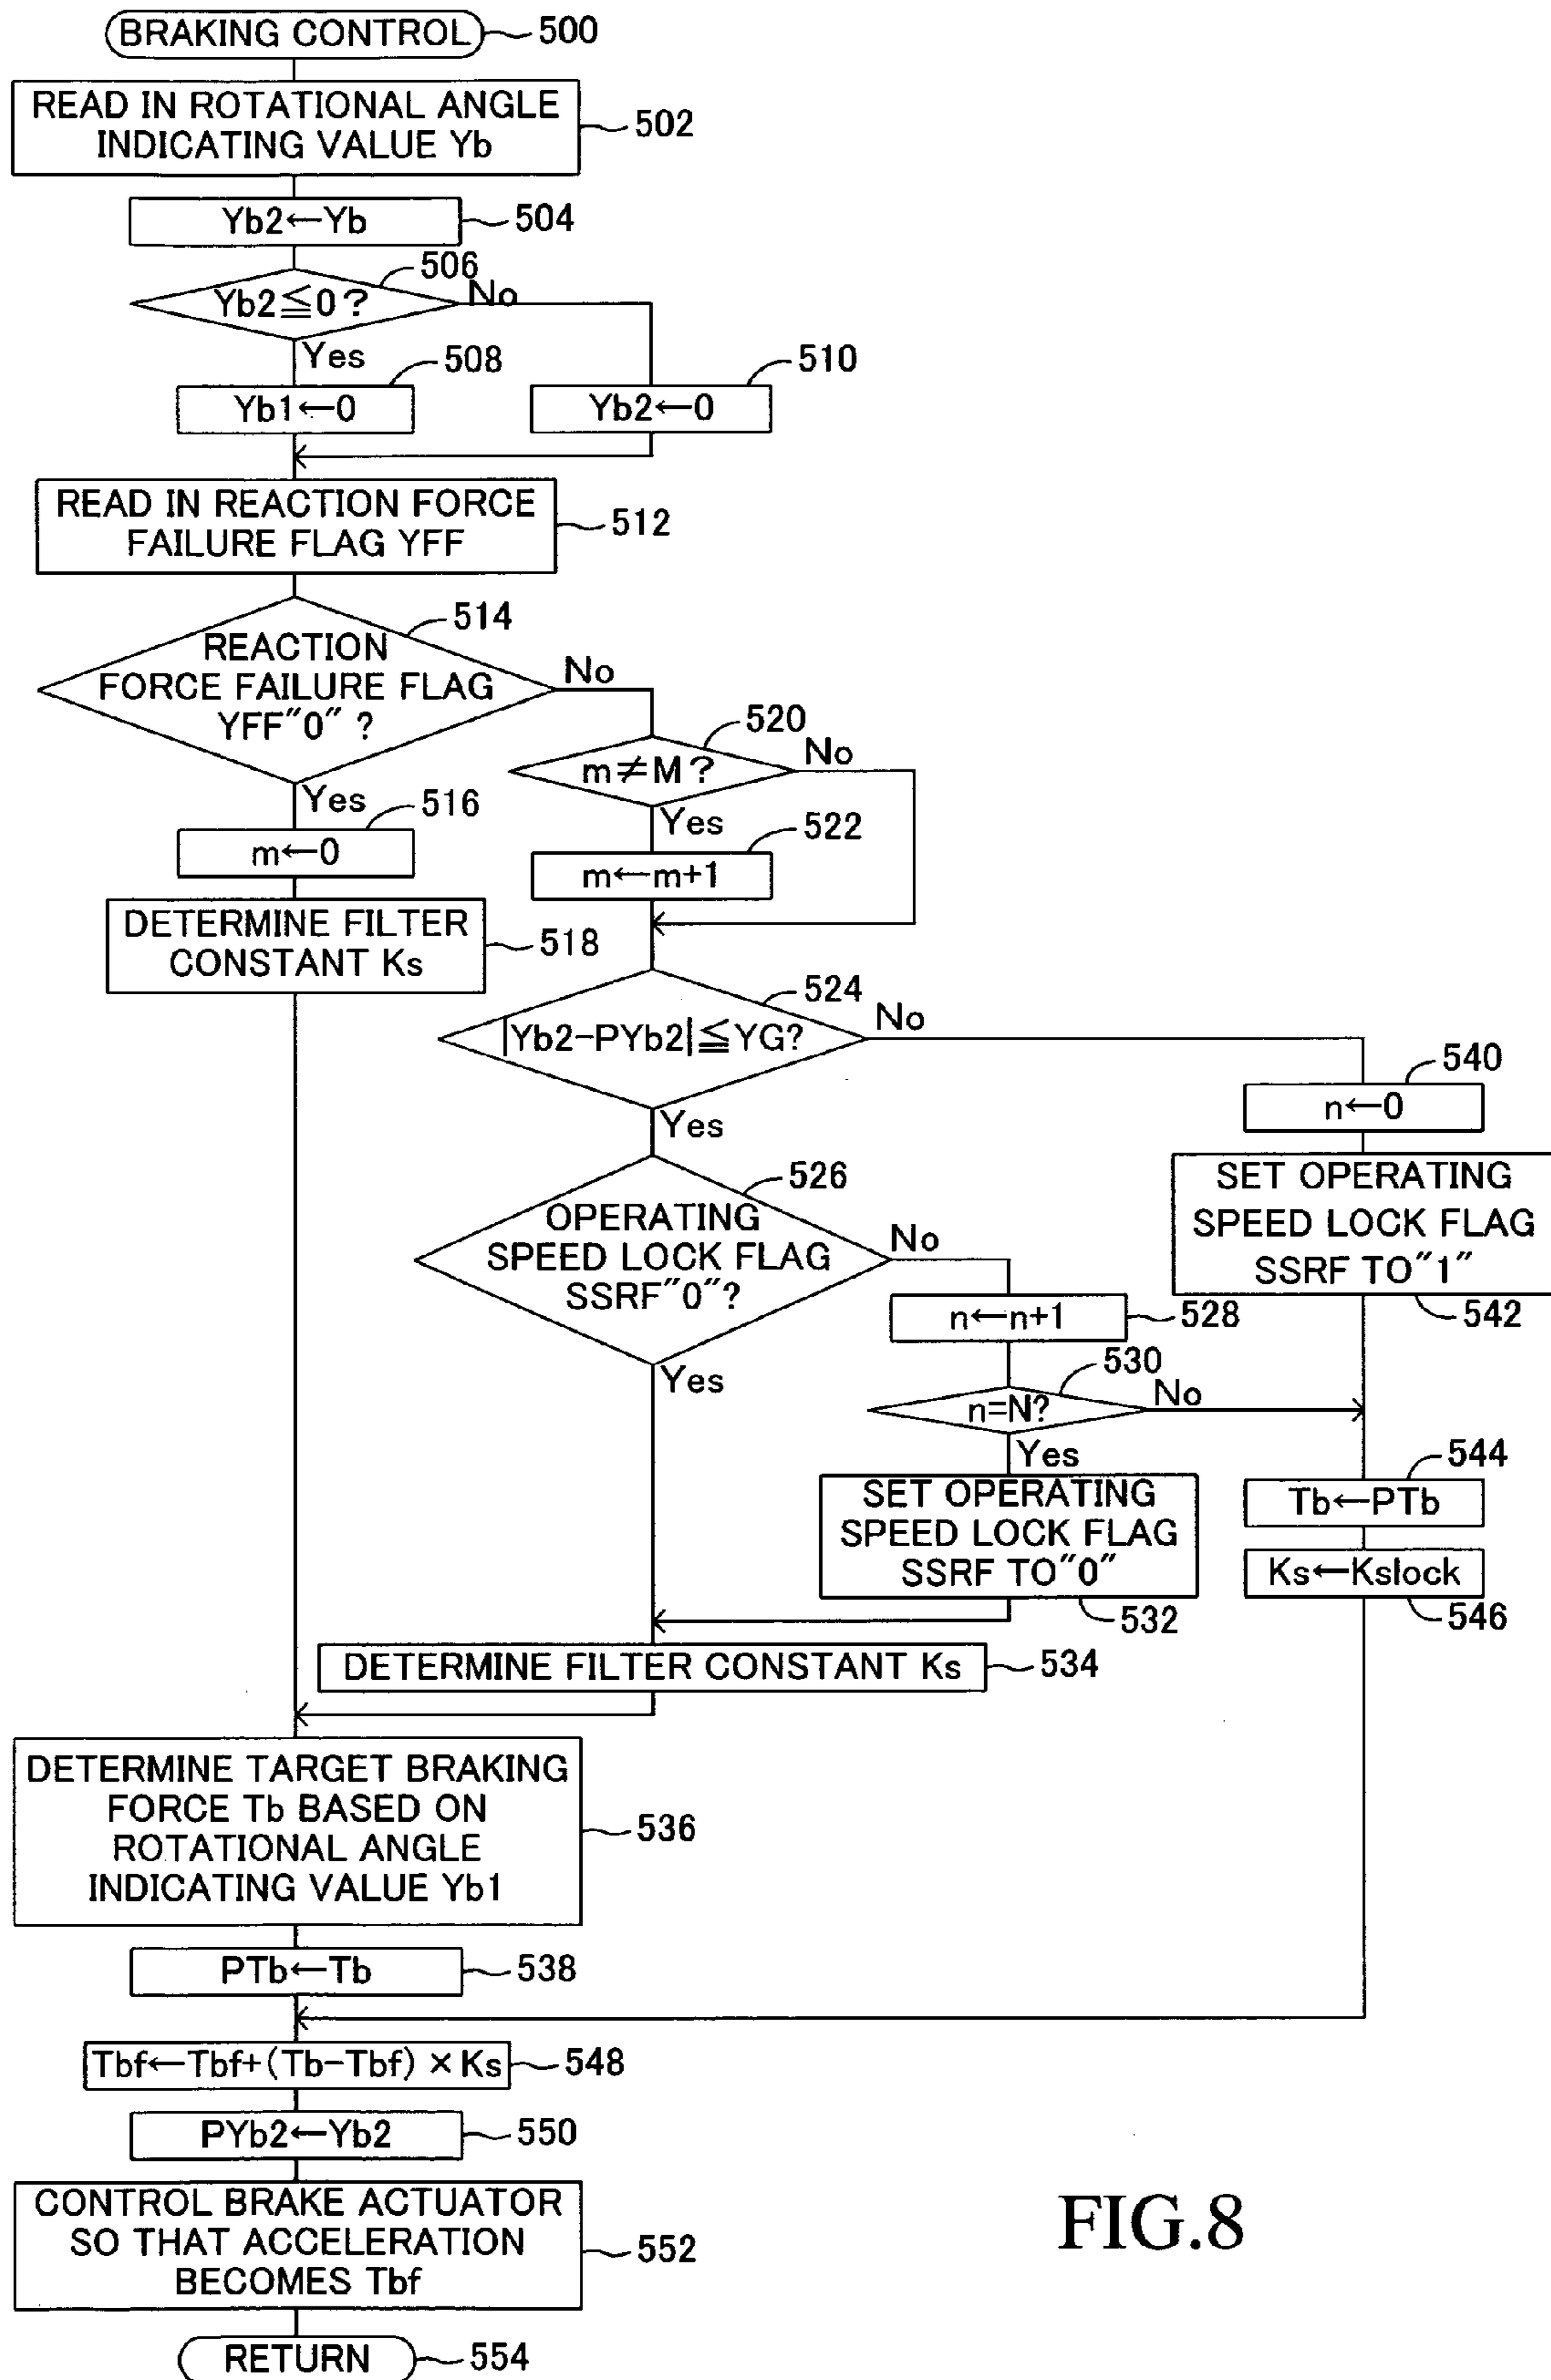 BRAKING CONTROL
500
READ IN ROTATIONAL ANGLE
INDICATING VALUE Yb
502
Yb2←Yb
504
506
Yb2≦0?
No
Yes
508
510
Yb1←0
Yb2←0
READ IN REACTION FORCE
FAILURE FLAG YFF
512
514
REACTION
FORCE FAILURE FLAG
YFF"0" ?
No
520
m≠M?
No
Yes
516
Yes
522
m←0
m←m+1
DETERMINE FILTER
CONSTANT Ks
518
524
|Yb2-PYb2|≦YG?
No
540
n←0
Yes
SET OPERATING
SPEED LOCK FLAG
SSRF TO"1"
542
526
OPERATING
SPEED LOCK FLAG
SSRF"0"?
No
n←n+1
528
Yes
530
n=N?
No
Yes
544
Tb←PTb
SET OPERATING
SPEED LOCK FLAG
SSRF TO"0"
532
Ks←Kslock
546
DETERMINE FILTER CONSTANT Ks
534
DETERMINE TARGET BRAKING
FORCE Tb BASED ON
ROTATIONAL ANGLE
INDICATING VALUE Yb1
536
PTb←Tb
538
Tbf←Tbf+(Tb-Tbf)×Ks
548
PYb2←Yb2
550
CONTROL BRAKE ACTUATOR
SO THAT ACCELERATION
BECOMES Tbf
552
RETURN
554
FIG.8